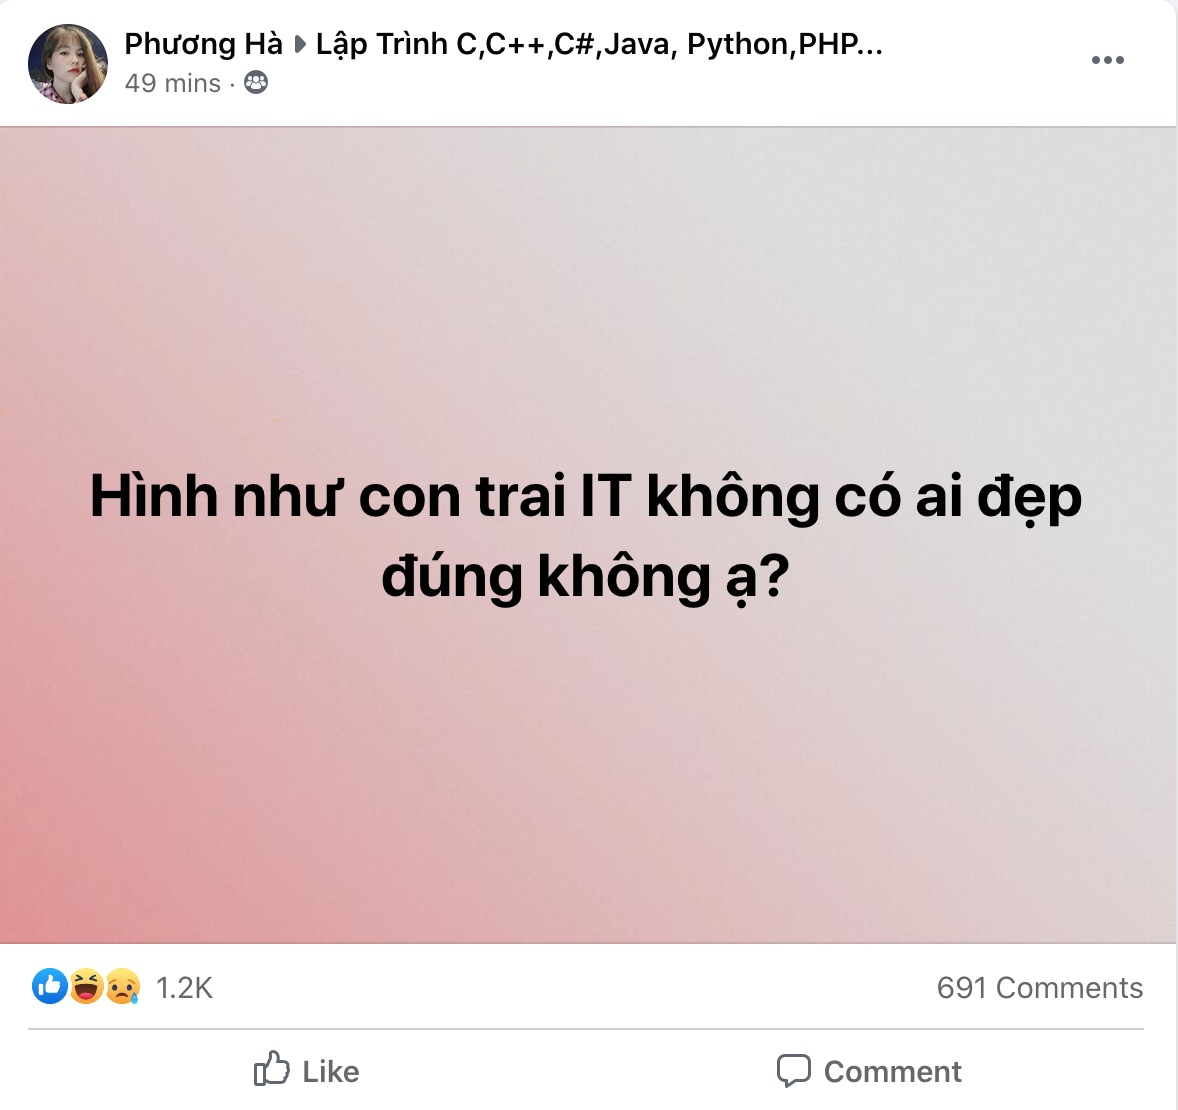 Phương Hà ▸ Lập Trình C,C++,C#,Java, Python,PHP...
49 mins ·
Hình như con trai IT không có ai đẹp
đúng không ạ?
1.2K 691 Comments
Like Comment